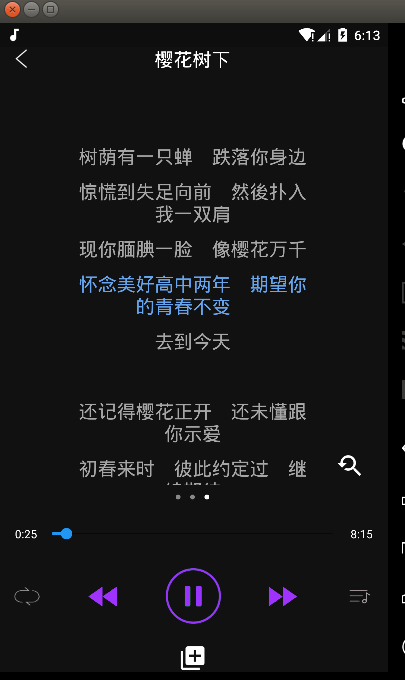 6:13
樱花树下
树荫有一只蝉　跌落你身边
惊慌到失足向前　然後扑入
我一双肩
现你腼腆一脸　像樱花万千
怀念美好高中两年　期望你
的青春不变
去到今天
还记得樱花正开　还未懂跟
你示爱
初春来时　彼此约定过　继
0:25
8:15